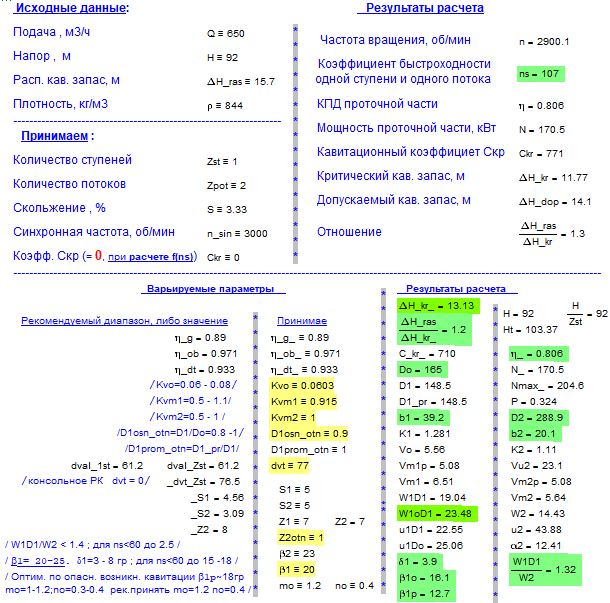 Исходные данные:
Подача , м3/ч Q ≡ 650
Напор , м H ≡ 92
Расп. кав. запас, м ΔH_ras ≡ 15.7
Плотность, кг/м3 ρ ≡ 844
Принимаем :
Количество ступеней Zst ≡ 1
Количество потоков Zpot ≡ 2
Скольжение , % S ≡ 3.33
Синхронная частота, об/мин n_sin ≡ 3000
Коэфф. Скр (= 0, при расчете f(ns)) Ckr ≡ 0
Результаты расчета
Частота вращения, об/мин n = 2900.1
Коэффициент быстроходности
одной ступени и одного потока ns = 107
КПД проточной части η = 0.806
Мощность проточной части, кВт N = 170.5
Кавитационный коэффициет Скр Ckr = 771
Критический кав. запас, м ΔH_kr = 11.77
Допускаемый кав. запас, м ΔH_dop = 14.1
Отношение ΔH_ras / ΔH_kr = 1.3
Варьируемые параметры
Рекомендуемый диапазон, либо значение
η_g = 0.89
η_ob = 0.971
η_dt = 0.933
/ Kvo=0.06 - 0.08 /
/ Kvm1=0.5 - 1.1/
/ Kvm2=0.5 - 1 /
/D1osn_otn=D1/Do=0.8 -1 /
/D1prom_otn=D1_pr/D1/
dval_1st = 61.2 dval_Zst = 61.2
/ консольное РК dvt = 0 / _dvt_Zst = 76.5
_S1 = 4.56
_S2 = 3.09
_Z2 = 8
/ W1D1/W2 < 1.4 ; для ns<60 до 2.5 /
/ β1= 20-25. δ1=3 - 8 гр ; для ns<60 до 15 -18 /
/ Оптим. по опасн. возникн. кавитации β1p~18гр
mo=1-1.2;no=0.3-0.4 рек.принять mo=1.2 no=0.4 /
Принимае
η_g_ ≡ 0.89
η_ob_ ≡ 0.971
η_dt_ ≡ 0.933
Kvo ≡ 0.0603
Kvm1 ≡ 0.915
Kvm2 ≡ 1
D1osn_otn ≡ 0.9
D1prom_otn ≡ 1
dvt ≡ 77
S1 ≡ 5
S2 ≡ 5
Z1 ≡ 7 Z2 = 7
Z2otn ≡ 1
β2 ≡ 23
β1 ≡ 20
mo ≡ 1.2 no ≡ 0.4
Результаты расчета
ΔH_kr_ = 13.13
ΔH_ras / ΔH_kr_ = 1.2
C_kr_ = 710
Do = 165
D1 = 148.5
D1_pr = 148.5
b1 = 39.2
K1 = 1.281
Vo = 5.56
Vm1p = 5.08
Vm1 = 6.51
W1D1 = 19.04
W1oD1 = 23.48
u1D1 = 22.55
u1Do = 25.06
δ1 = 3.9
β1o = 16.1
β1p = 12.7
H = 92 H / Zst = 92
Ht = 103.37
η_ = 0.806
N_ = 170.5
Nmax_ = 204.6
P = 0.324
D2 = 288.9
b2 = 20.1
K2 = 1.11
Vu2 = 23.1
Vm2p = 5.08
Vm2 = 5.64
W2 = 14.43
u2 = 43.88
α2 = 12.41
W1D1 / W2 = 1.32